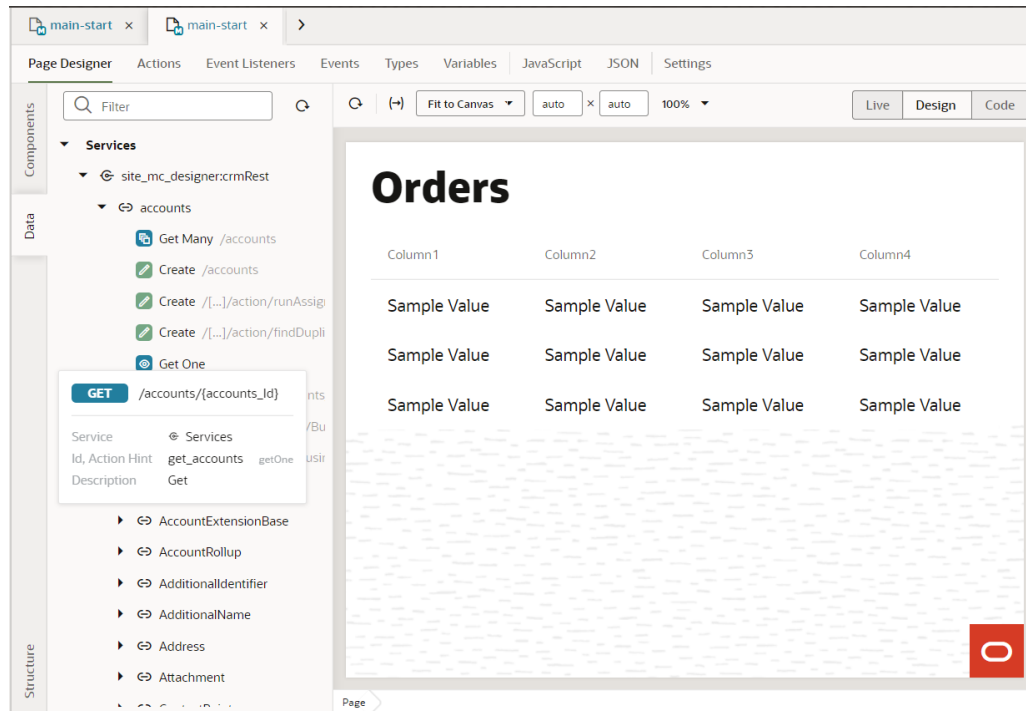 main-start × main-start ×
Page Designer Actions Event Listeners Events Types Variables JavaScript JSON Settings
Components
Data
Structure
Filter
Services
site_mc_designer:crmRest
accounts
Get Many /accounts
Create /accounts
Create /[...]/action/runAssig
Create /[...]/action/findDupli
Get One
nts
/Bu
usin
GET /accounts/{accounts_Id}
Service Services
Id, Action Hint get_accounts getOne
Description Get
AccountExtensionBase
AccountRollup
AdditionalIdentifier
AdditionalName
Address
Attachment
Fit to Canvas auto × auto 100% Live Design Code
Orders
Column1 Column2 Column3 Column4
Sample Value Sample Value Sample Value Sample Value
Sample Value Sample Value Sample Value Sample Value
Sample Value Sample Value Sample Value Sample Value
Page